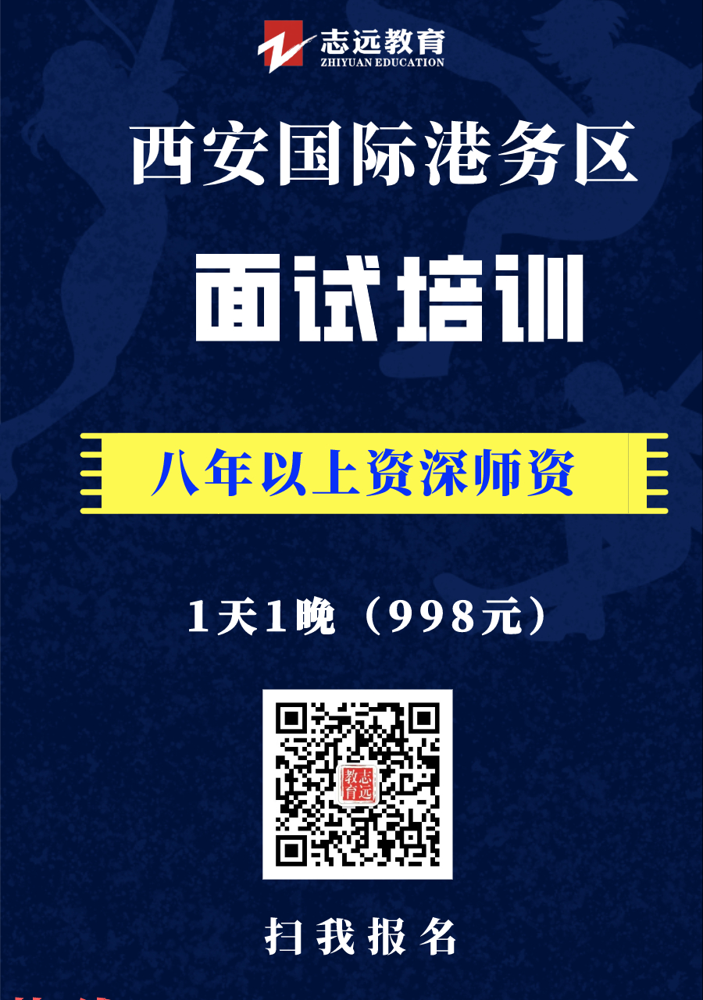 志远教育
ZHIYUAN EDUCATION
西安国际港务区
面试培训
八年以上资深师资
1天1晚（998元）
教志
育远
扫我报名